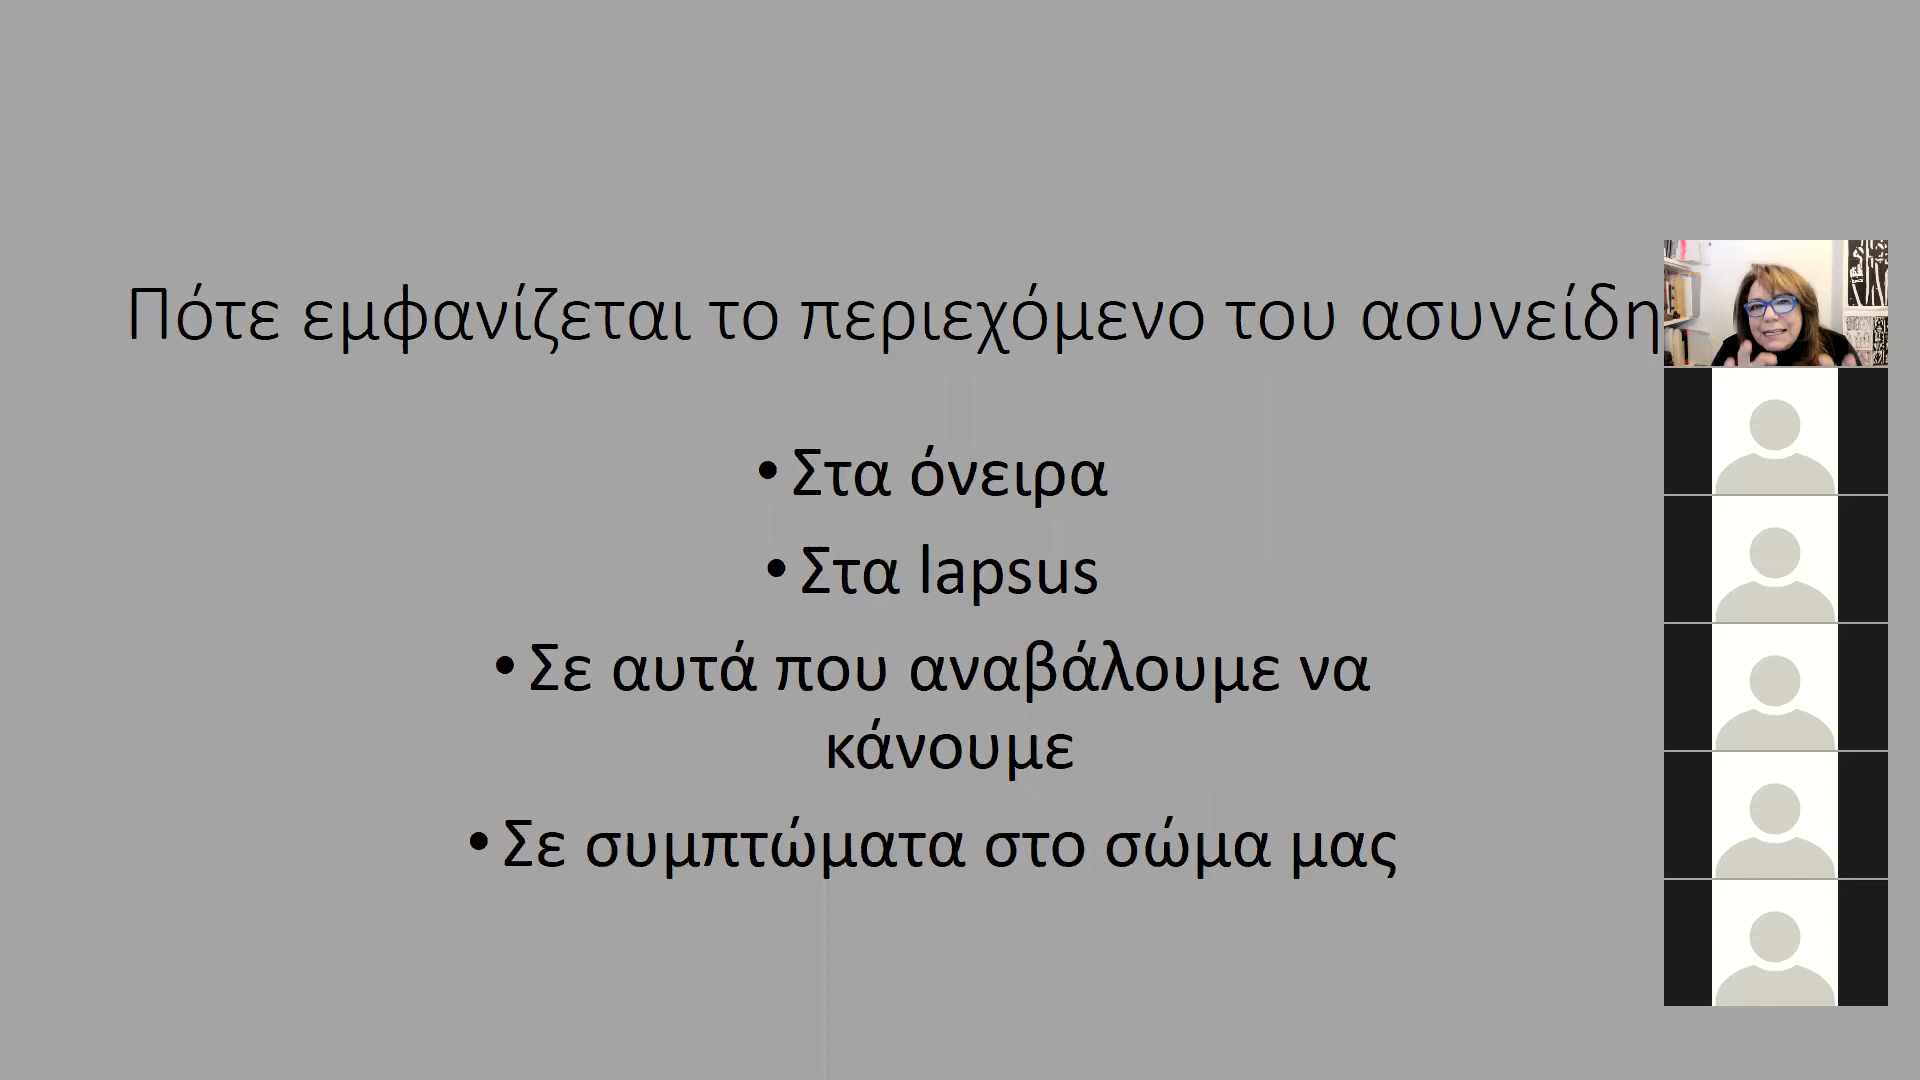 Πότε εμφανίζεται το περιεχόμενο του ασυνείδη
• Στα όνειρα
• Στα lapsus
• Σε αυτά που αναβάλουμε να
κάνουμε
• Σε συμπτώματα στο σώμα μας